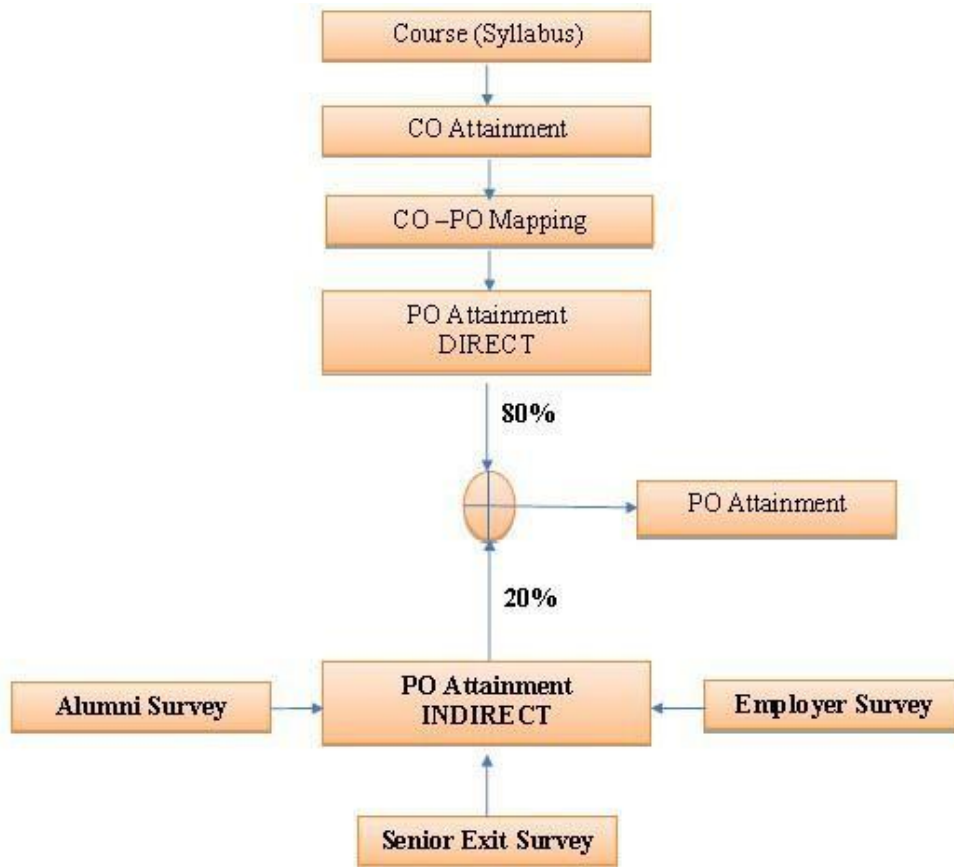 Course (Syllabus)
CO Attainment
CO –PO Mapping
PO Attainment
DIRECT
80%
PO Attainment
20%
PO Attainment
INDIRECT
Alumni Survey
Employer Survey
Senior Exit Survey